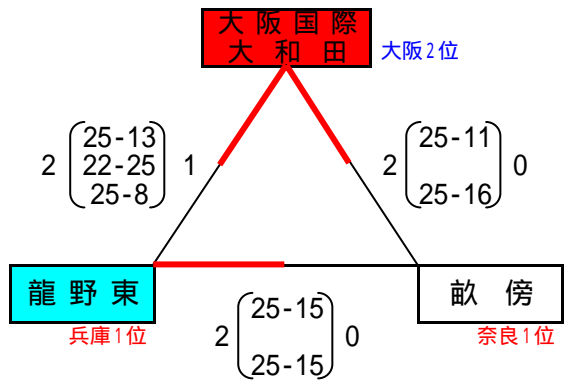 大阪国際
大和田
大阪2位
2 25-13 22-25 25-8 1
2 25-11 25-16 0
龍野東
兵庫1位
2 25-15 25-15 0
畝傍
奈良1位